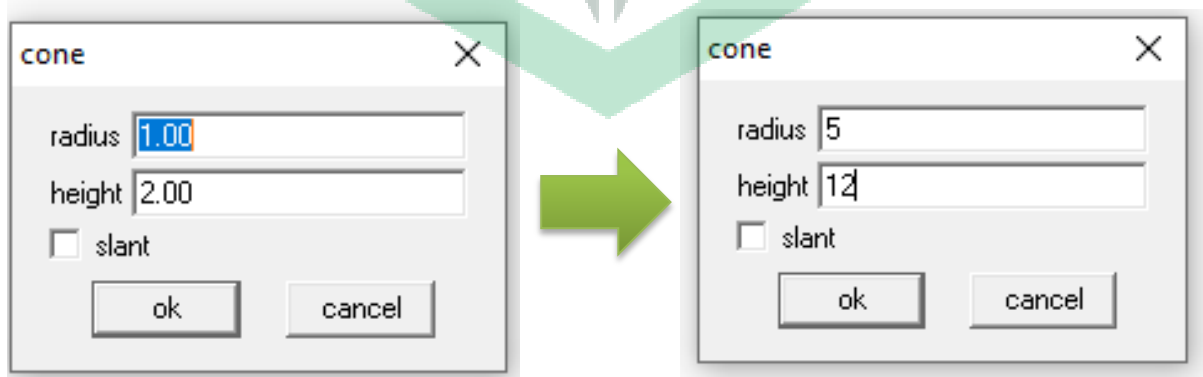 cone
radius 1.00
height 2.00
slant
ok cancel
cone
radius 5
height 12
slant
ok cancel